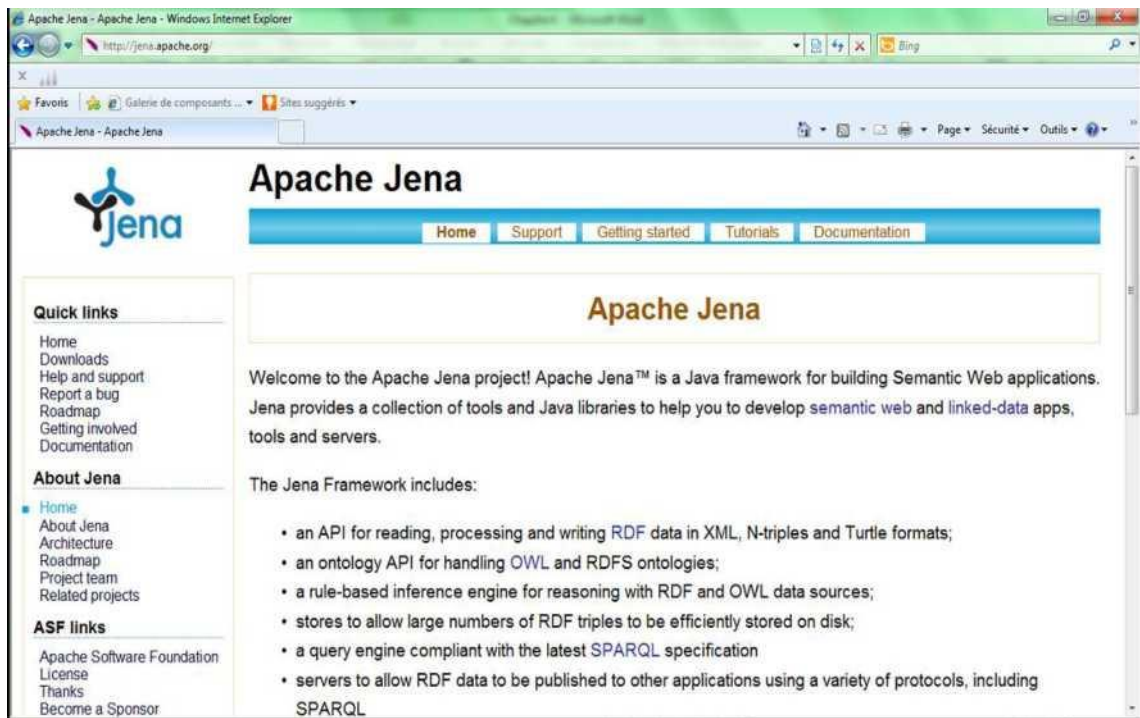 Apache Jena - Apache Jena - Windows Internet Explorer
http://jena.apache.org/
Bing
Favoris
Galerie de composants ...
Sites suggérés
Apache Jena - Apache Jena
Page
Sécurité
Outils
Jena
Apache Jena
Home
Support
Getting started
Tutorials
Documentation
Quick links
Home
Downloads
Help and support
Report a bug
Roadmap
Getting involved
Documentation
About Jena
Home
About Jena
Architecture
Roadmap
Project team
Related projects
ASF links
Apache Software Foundation
License
Thanks
Become a Sponsor
Apache Jena
Welcome to the Apache Jena project! Apache Jena™ is a Java framework for building Semantic Web applications.
Jena provides a collection of tools and Java libraries to help you to develop semantic web and linked-data apps,
tools and servers.
The Jena Framework includes:
• an API for reading, processing and writing RDF data in XML, N-triples and Turtle formats;
• an ontology API for handling OWL and RDFS ontologies;
• a rule-based inference engine for reasoning with RDF and OWL data sources;
• stores to allow large numbers of RDF triples to be efficiently stored on disk;
• a query engine compliant with the latest SPARQL specification
• servers to allow RDF data to be published to other applications using a variety of protocols, including
SPARQL